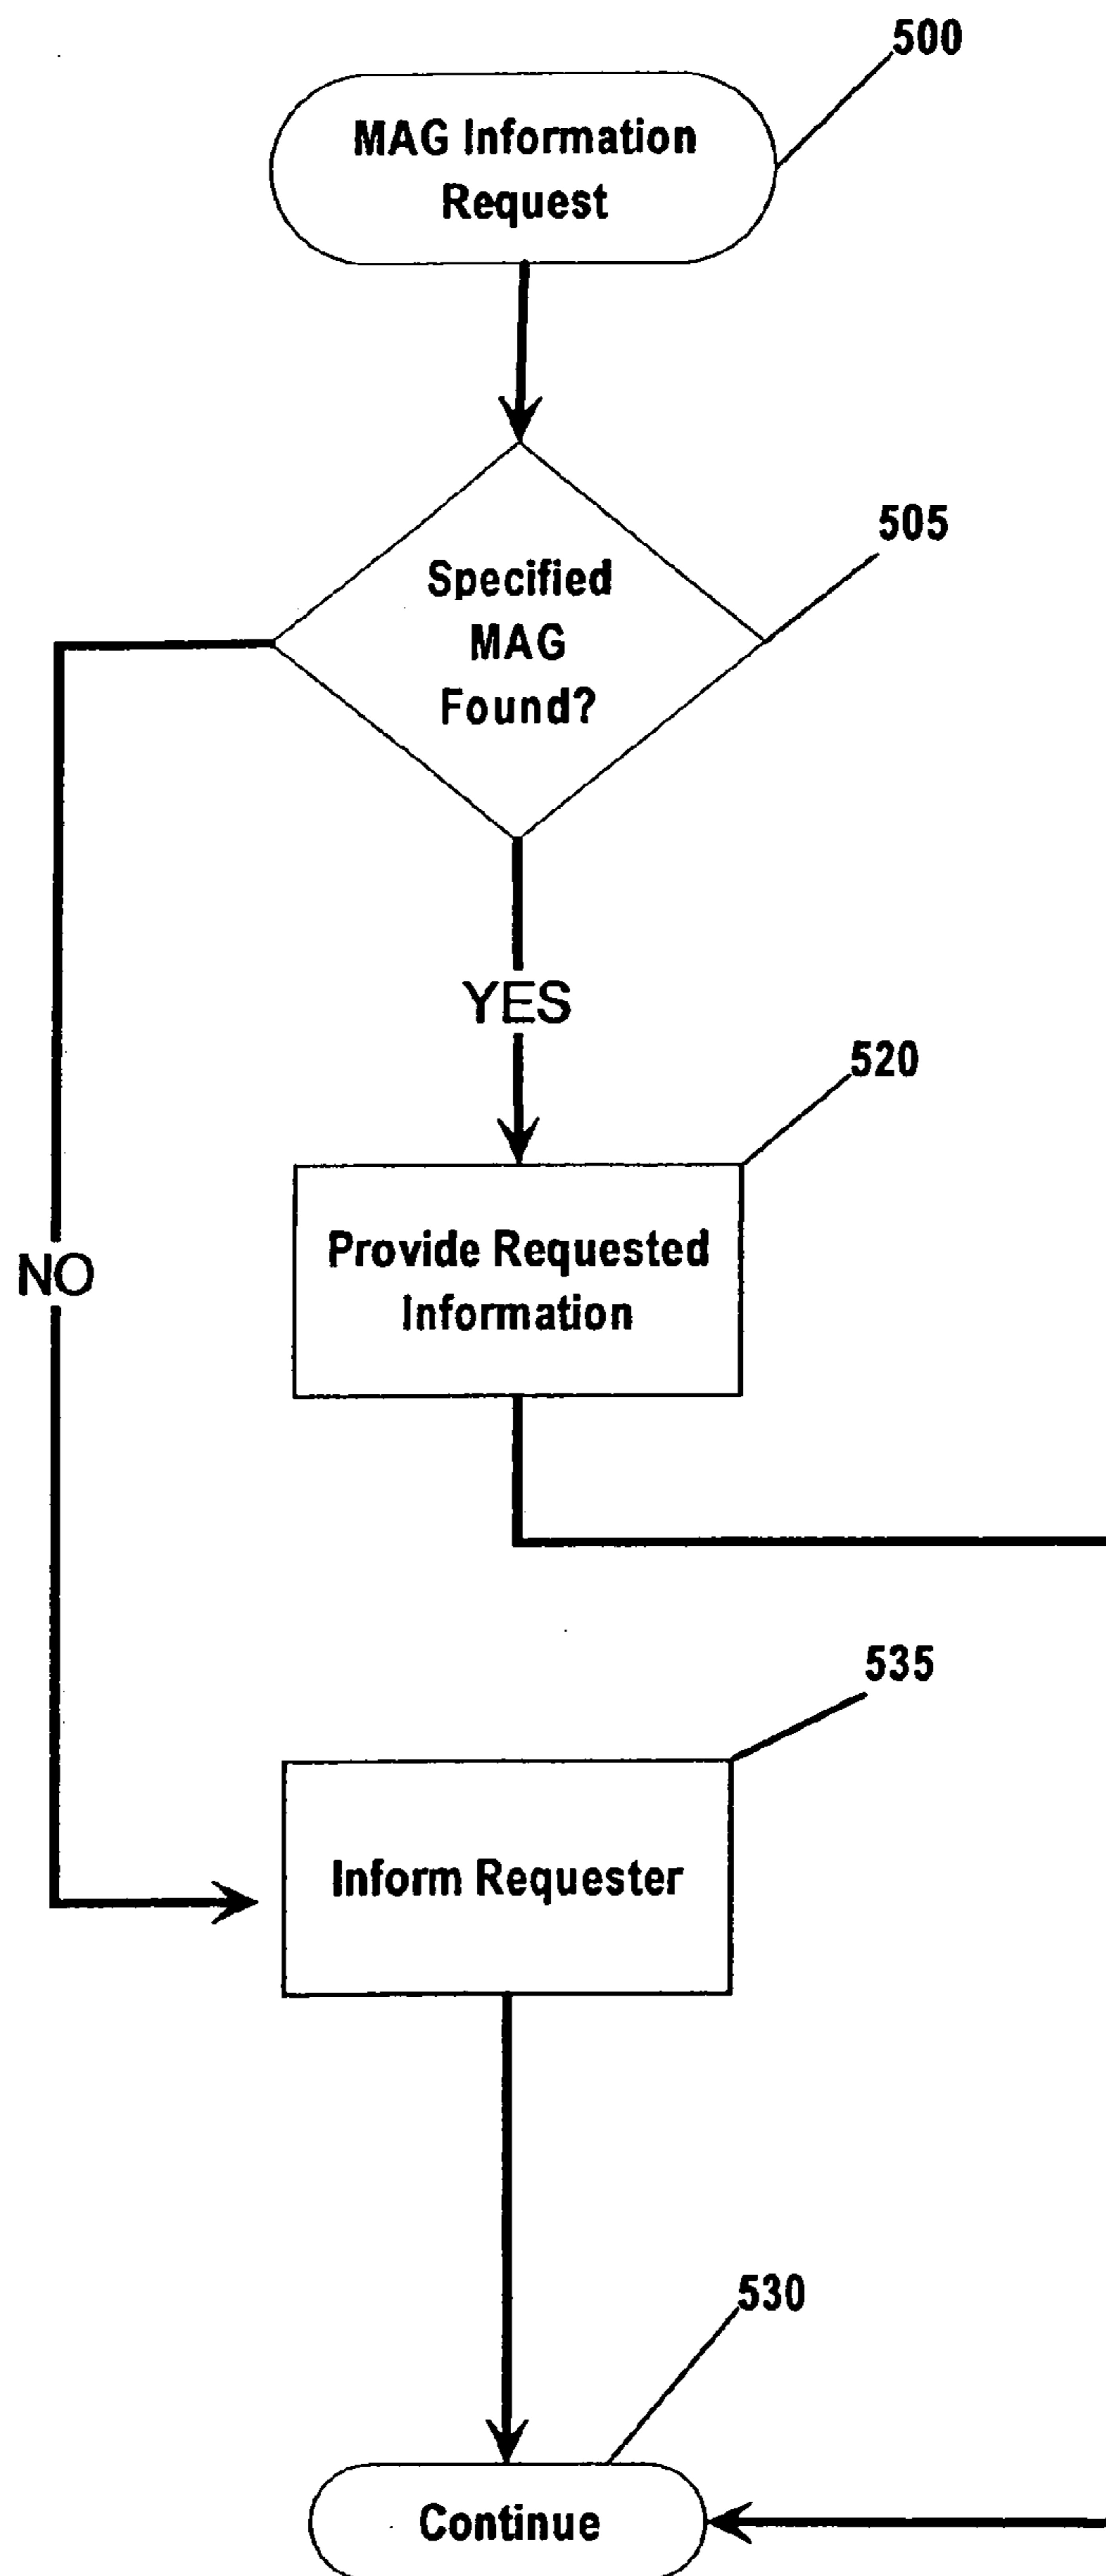 500
MAG Information
Request
505
Specified
MAG
Found?
YES
520
Provide Requested
Information
NO
535
Inform Requester
530
Continue